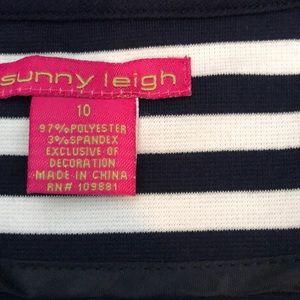 sunny leigh
10
97%POLYESTER
3%SPANDEX
EXCLUSIVE OF
DECORATION
MADE IN CHINA
RN# 109881